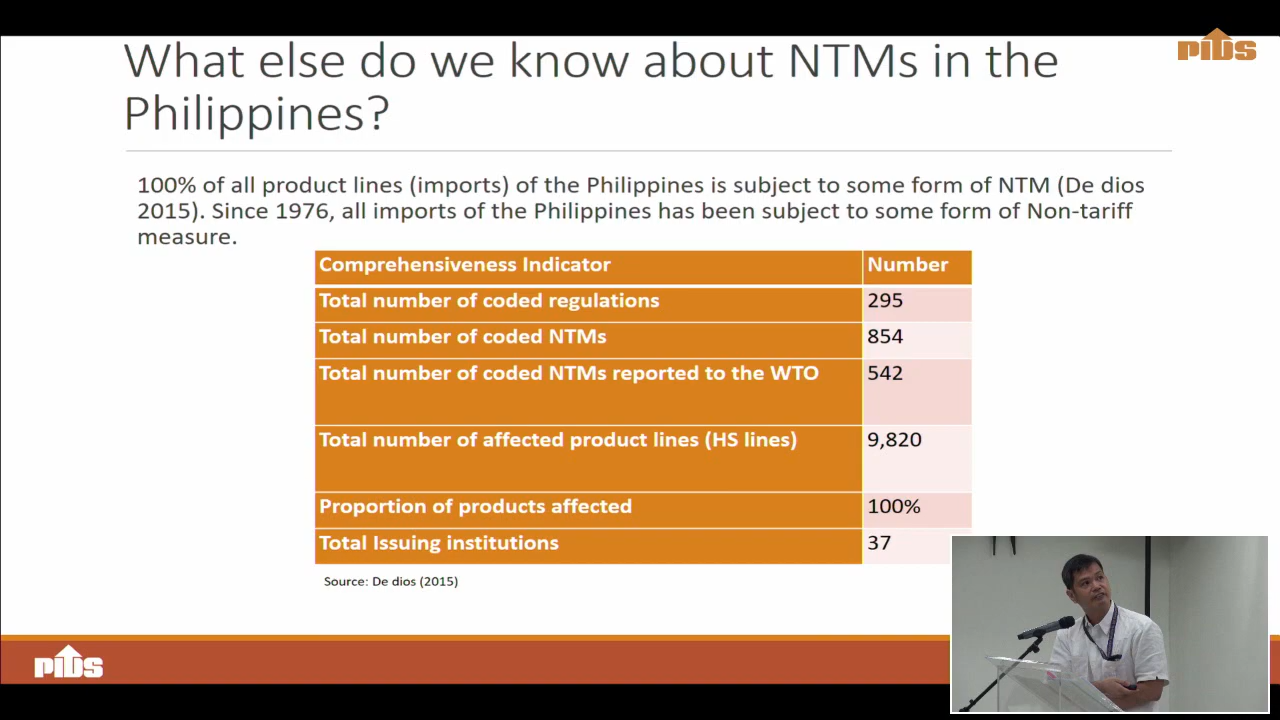 What else do we know about NTMs in the
Philippines?
pids
100% of all product lines (imports) of the Philippines is subject to some form of NTM (De dios
2015). Since 1976, all imports of the Philippines has been subject to some form of Non-tariff
measure.
Comprehensiveness Indicator Number
Total number of coded regulations 295
Total number of coded NTMs 854
Total number of coded NTMs reported to the WTO 542
Total number of affected product lines (HS lines) 9,820
Proportion of products affected 100%
Total Issuing institutions 37
Source: De dios (2015)
pids